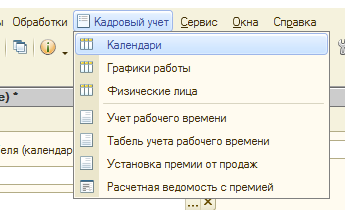 Обработки Кадровый учет Сервис Окна Справка
Календари
Графики работы
е) *
Физические лица
Учет рабочего времени
Табель учета рабочего времени
(календар
Установка премии от продаж
Расчетная ведомость с премией
... ×